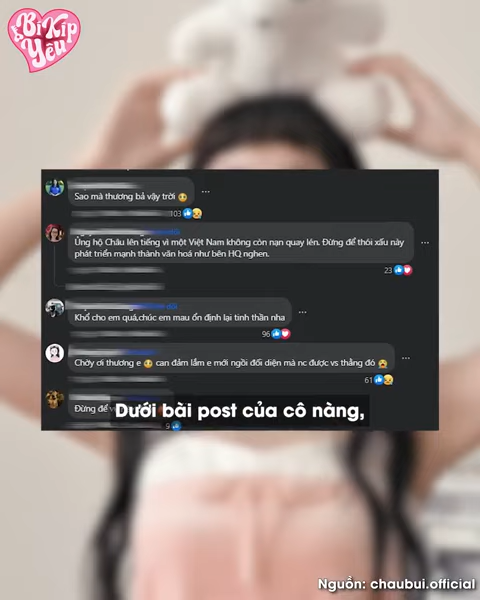 Bí Kíp
Yêu
Sao mà thương bả vậy trời
103
Ủng hộ Châu lên tiếng vì một Việt Nam không còn nạn quay lén. Đừng để thói xấu này
phát triển mạnh thành văn hoá như bên HQ nghen.
23
Khổ cho em quá,chúc em mau ổn định lại tinh thần nha
96
Chờy ơi thương e 🥺 can đảm lắm e mới ngồi đối diện mà nc được vs thằng đó 😭
61
Đừng để
9
Dưới bài post của cô nàng,
Nguồn: chaubui.official